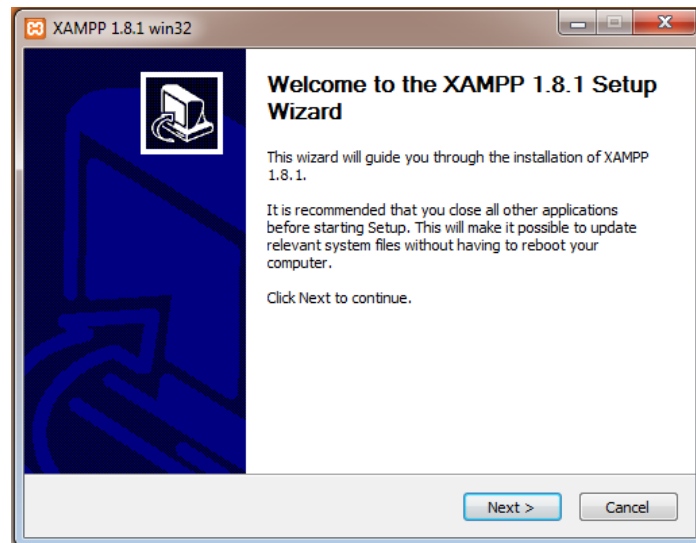 XAMPP 1.8.1 win32
Welcome to the XAMPP 1.8.1 Setup
Wizard
This wizard will guide you through the installation of XAMPP
1.8.1.
It is recommended that you close all other applications
before starting Setup. This will make it possible to update
relevant system files without having to reboot your
computer.
Click Next to continue.
Next >
Cancel